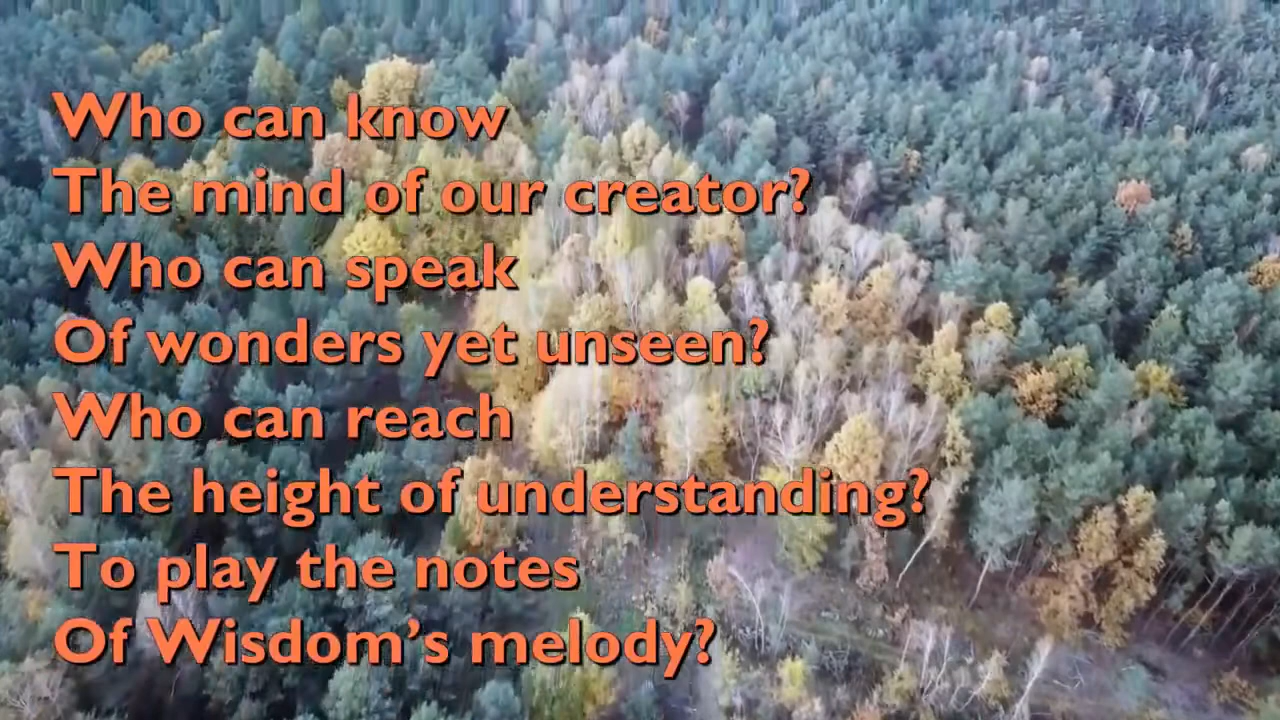 Who can know
The mind of our creator?
Who can speak
Of wonders yet unseen?
Who can reach
The height of understanding?
To play the notes
Of Wisdom’s melody?